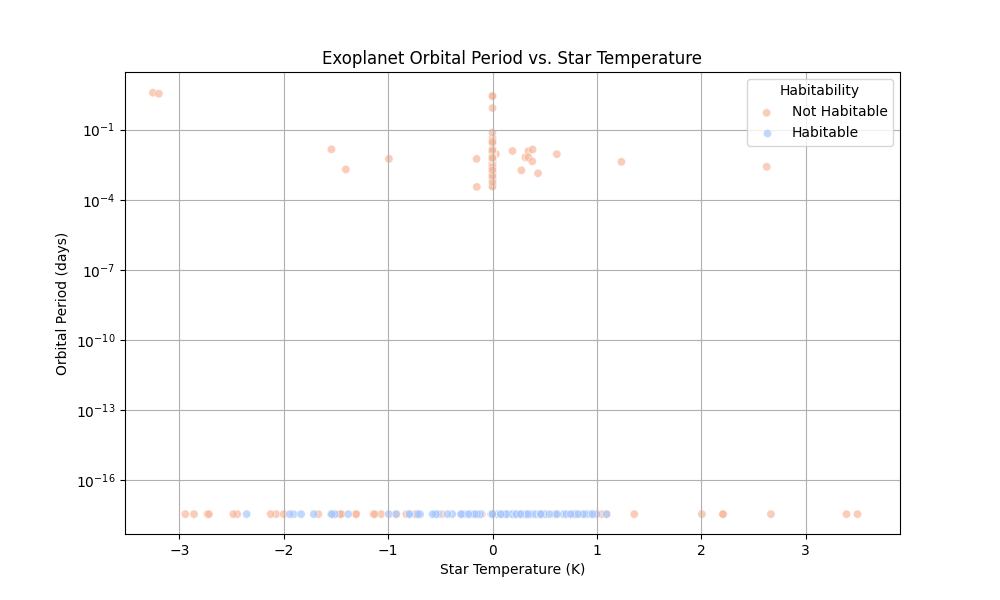 Exoplanet Orbital Period vs. Star Temperature
Habitability
Not Habitable
Habitable
Orbital Period (days)
10⁻¹
10⁻⁴
10⁻⁷
10⁻¹⁰
10⁻¹³
10⁻¹⁶
−3 −2 −1 0 1 2 3
Star Temperature (K)